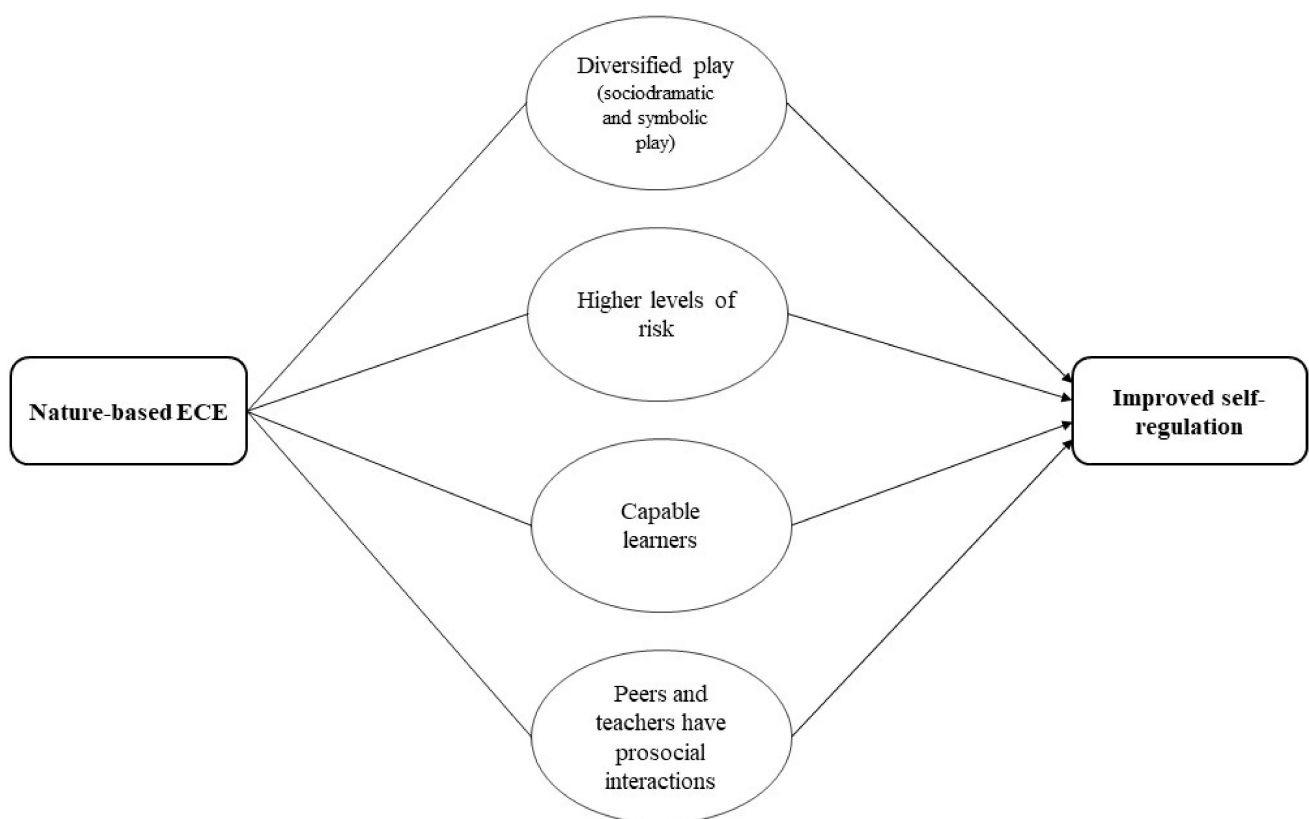 Diversified play
(sociodramatic
and symbolic
play)
Higher levels of
risk
Nature-based ECE
Improved self-
regulation
Capable
learners
Peers and
teachers have
prosocial
interactions